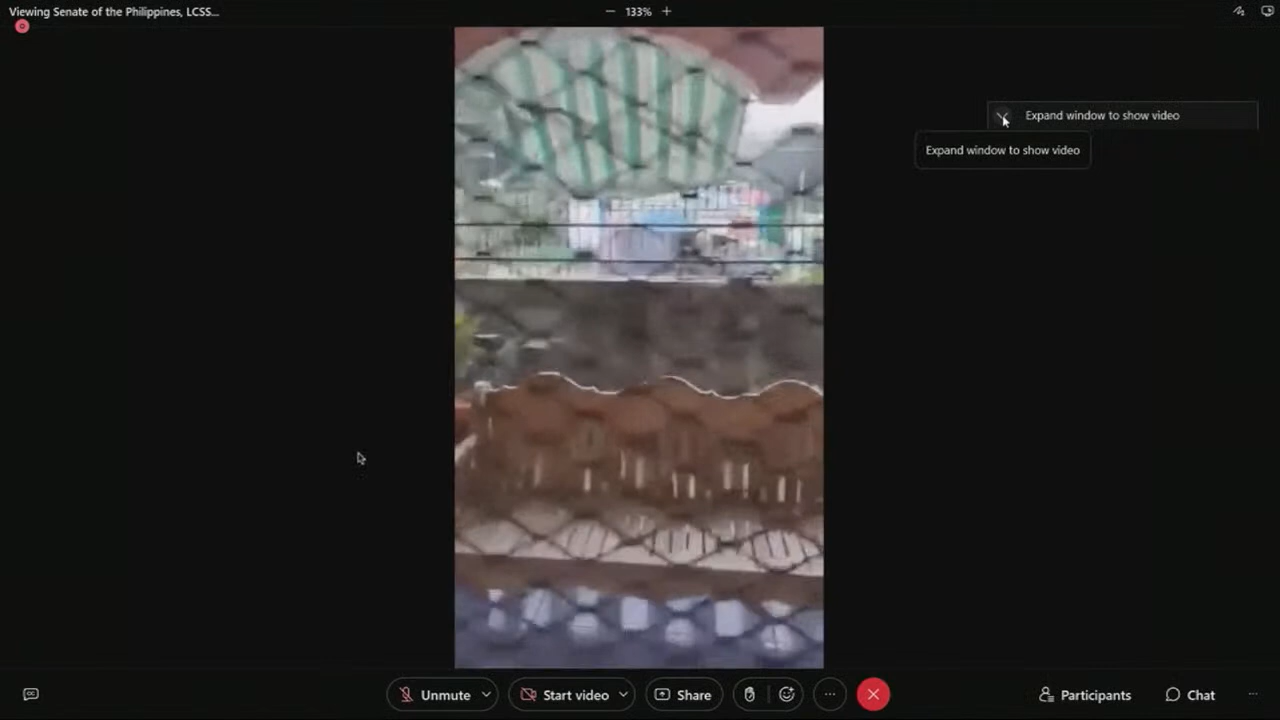 Viewing Senate of the Philippines, LCSS...
133%
Expand window to show video
Expand window to show video
Unmute
Start video
Share
Participants
Chat